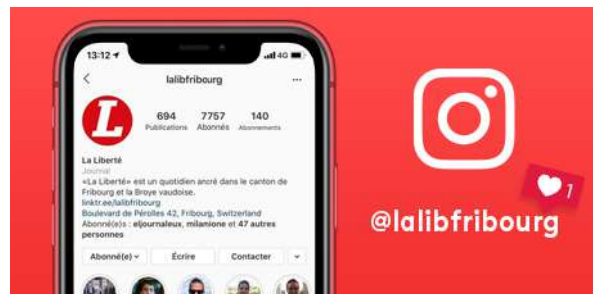 13:12
4G
lalibfribourg
L
694 7757 140
Publications Abonnés Abonnements
La Liberté
Journal
«La Liberté» est un quotidien ancré dans le canton de
Fribourg et la Broye vaudoise.
linktr.ee/lalibfribourg
Boulevard de Pérolles 42, Fribourg, Switzerland
Abonné(e)s : eljournaleux, milamione et 47 autres
personnes
Abonné(e) Écrire Contacter
1
@lalibfribourg